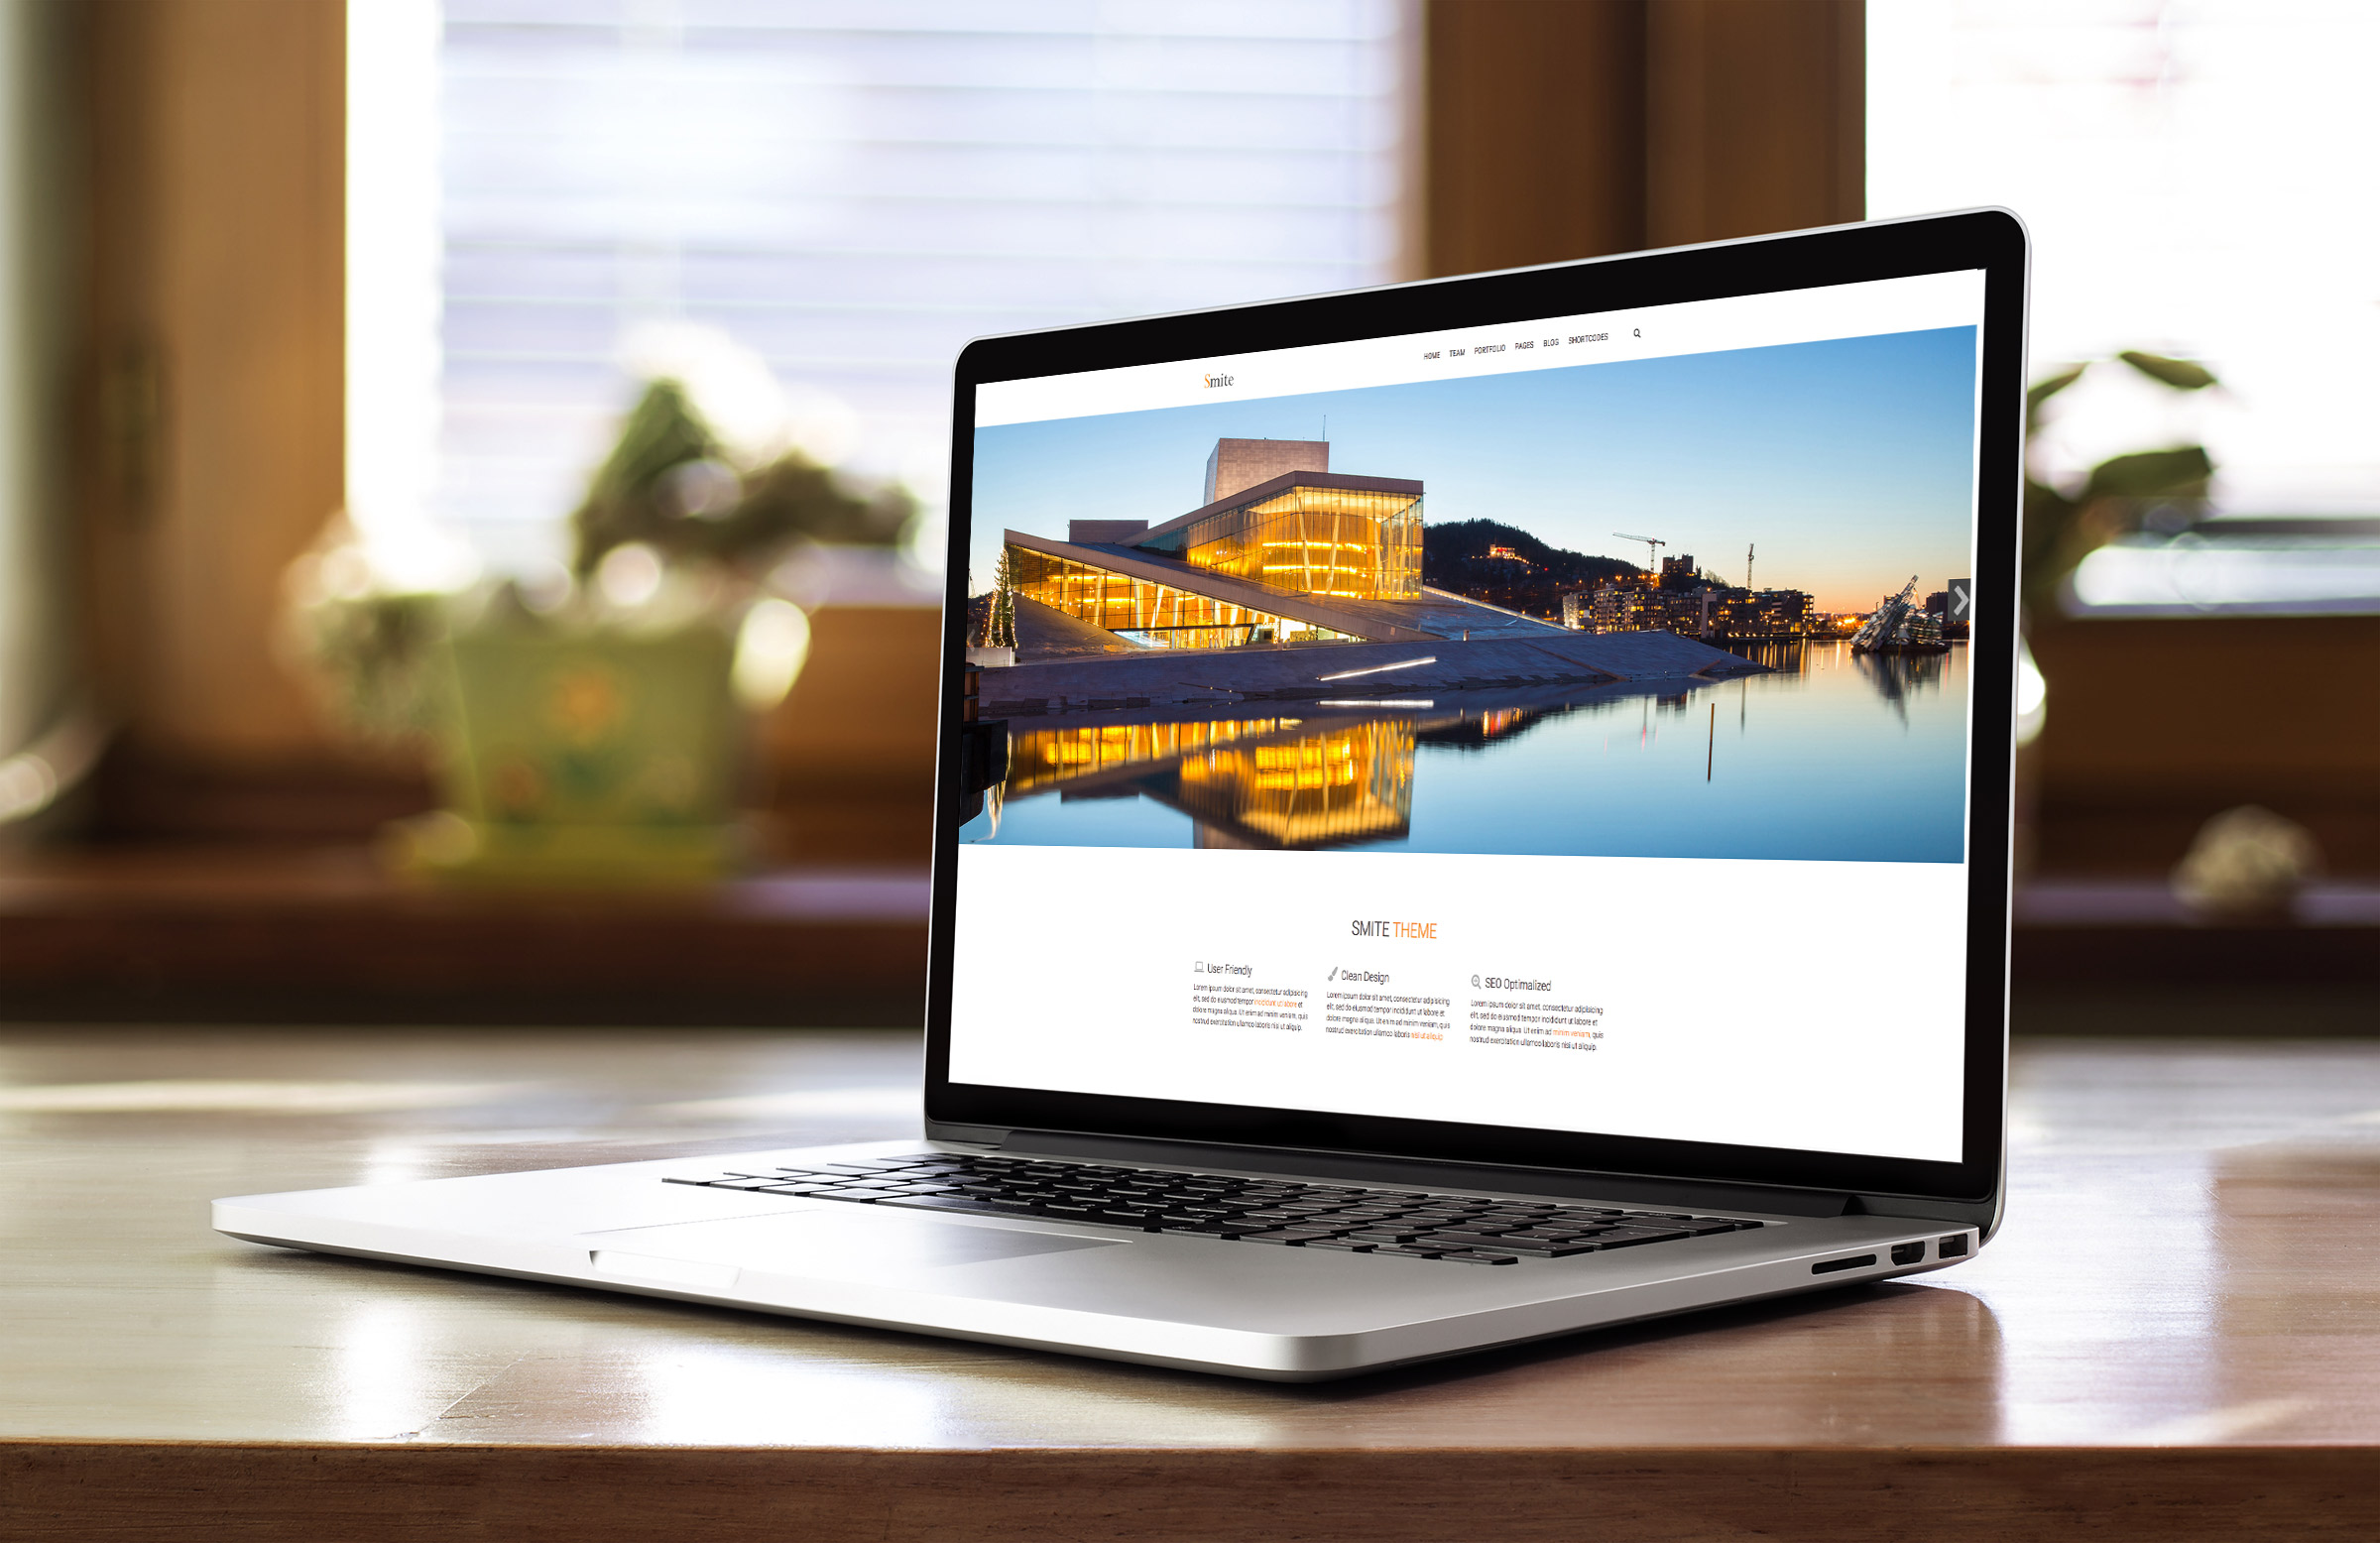 Smite
HOME TEAM PORTFOLIO PAGES BLOG SHORTCODES
SMITE THEME
User Friendly
Lorem ipsum dolor sit amet, consectetur adipisicing
elit, sed do eiusmod tempor incididunt ut labore et
dolore magna aliqua. Ut enim ad minim veniam, quis
nostrud exercitation ullamco laboris nisi ut aliquip.
Clean Design
Lorem ipsum dolor sit amet, consectetur adipisicing
elit, sed do eiusmod tempor incididunt ut labore et
dolore magna aliqua. Ut enim ad minim veniam, quis
nostrud exercitation ullamco laboris nisi ut aliquip
SEO Optimalized
Lorem ipsum dolor sit amet, consectetur adipisicing
elit, sed do eiusmod tempor incididunt ut labore et
dolore magna aliqua. Ut enim ad minim veniam, quis
nostrud exercitation ullamco laboris nisi ut aliquip.